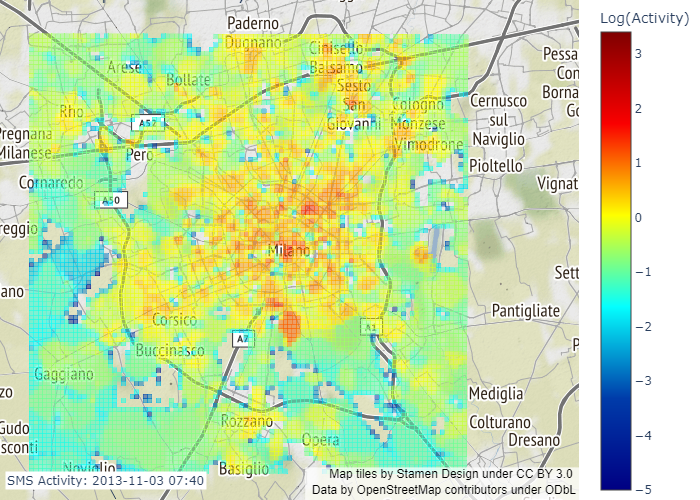 Paderno
Dugnano
Cinisello
Balsamo
Arese
Bollate
Sesto
San
Giovanni
Rho
Cologno
Monzese
Vimodrone
A52
Pregnana
Milanese
Pero
Cernusco
sul
Naviglio
Pessa
Con
Borna
Go
Pioltello
Cornaredo
Vignat
A50
reggio
Milano
Sett
ano
Pantigliate
Corsico
A7
A1
P
Buccinasco
Gaggiano
zo
Mediglia
Gudo
sconti
Rozzano
Opera
Colturano
Dresano
Noviglio
Basiglio
SMS Activity: 2013-11-03 07:40
Map tiles by Stamen Design under CC BY 3.0
Data by OpenStreetMap contributors under ODbL
Log(Activity)
3
2
1
0
−1
−2
−3
−4
−5